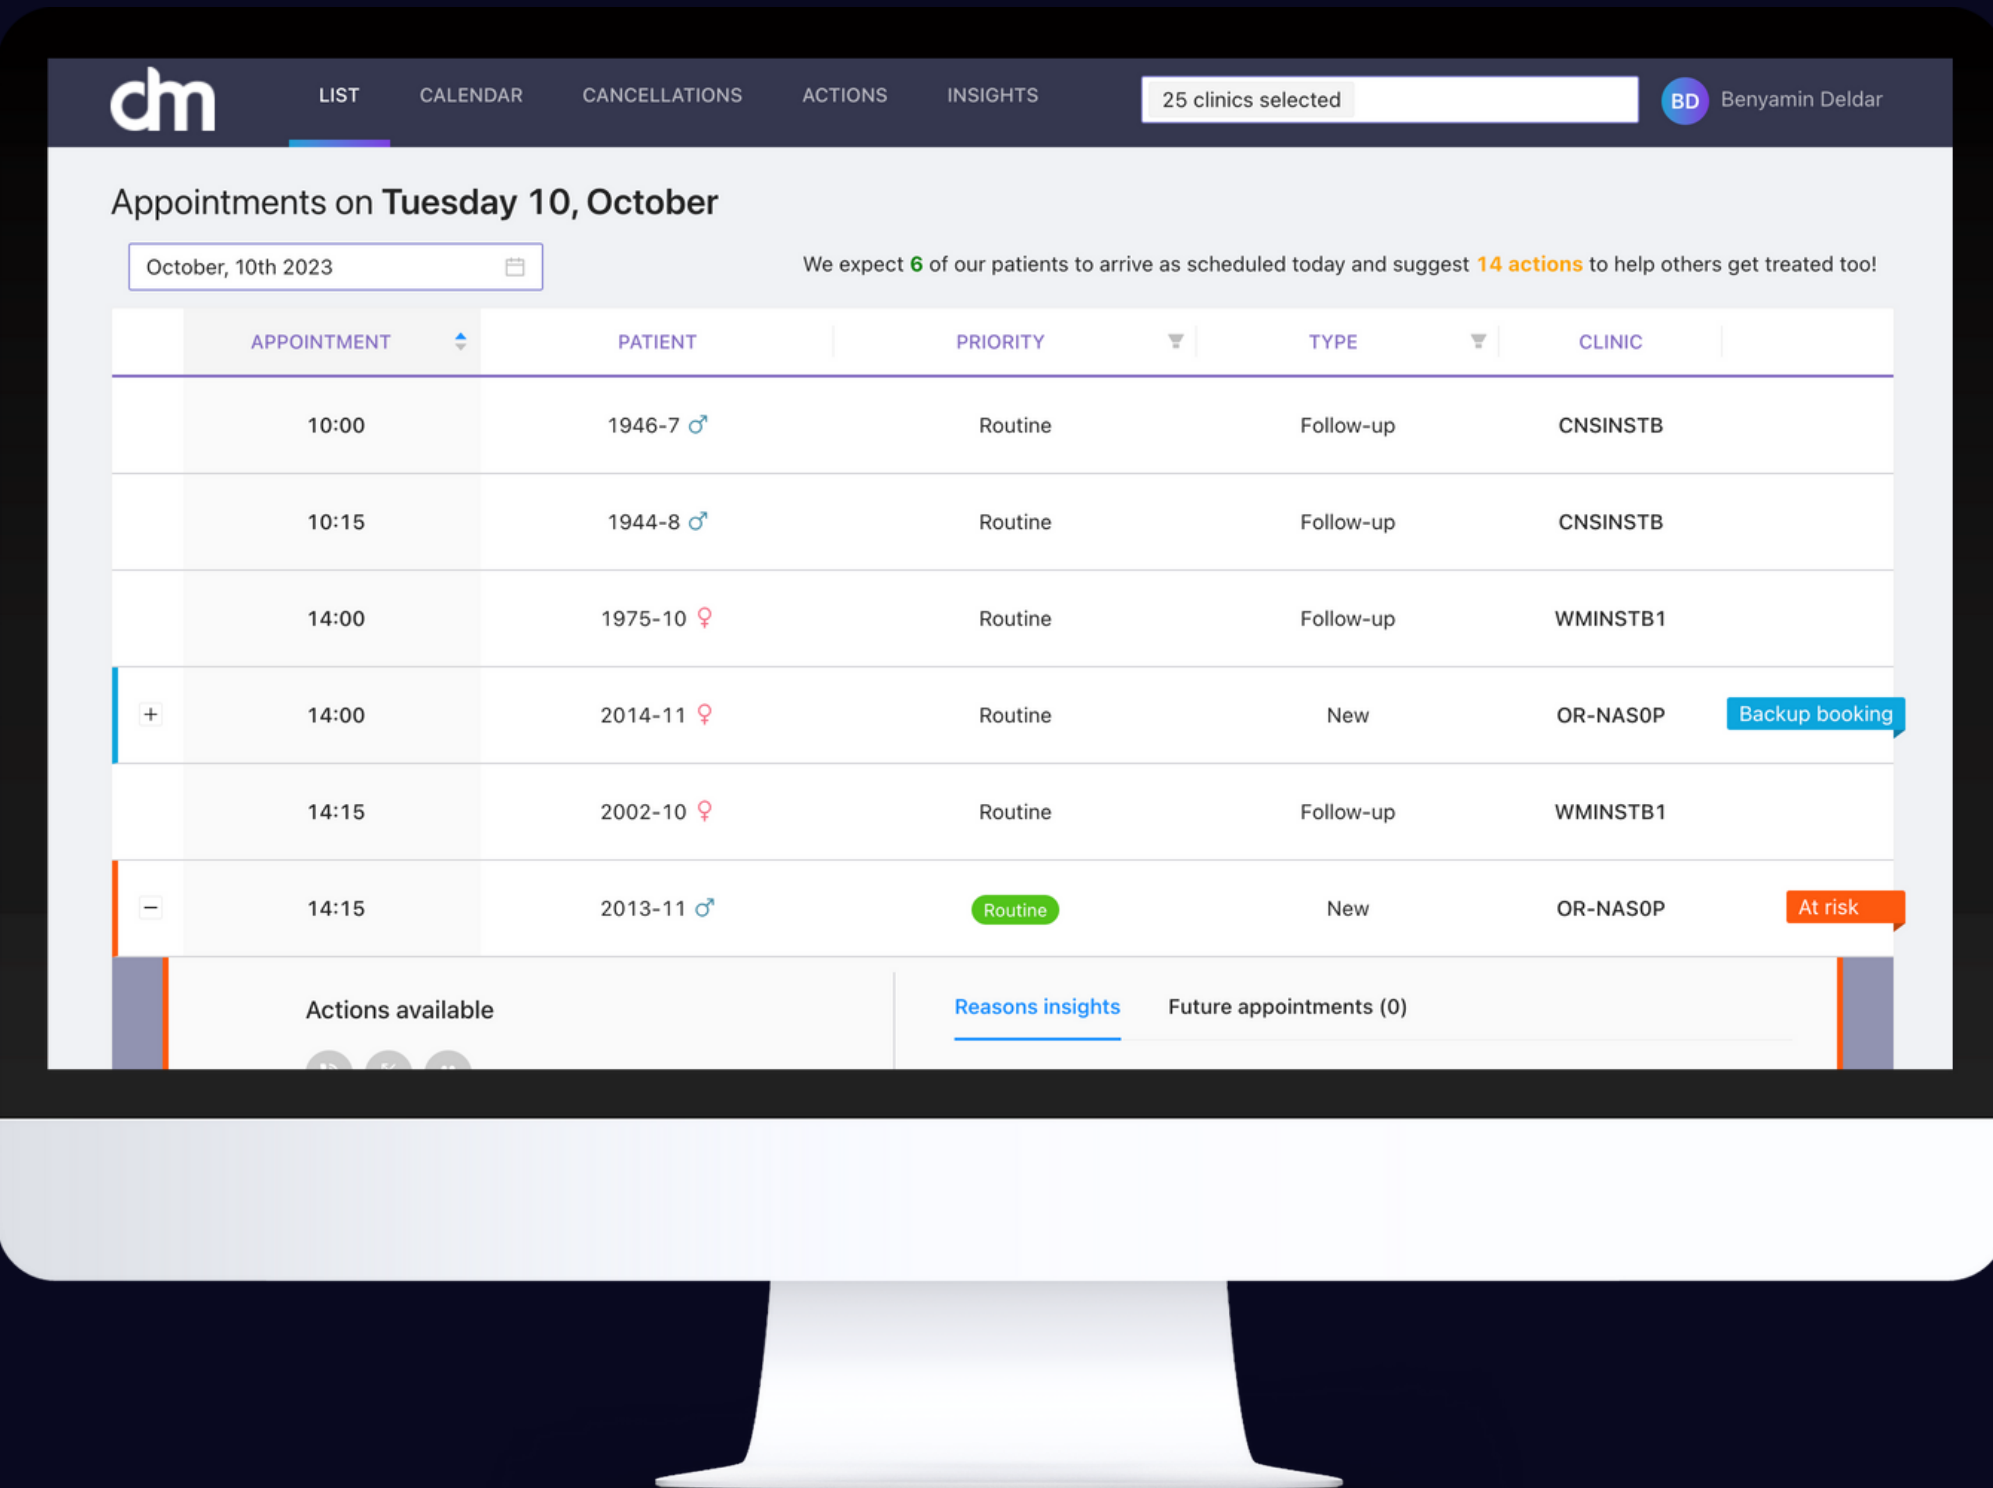 dm LIST CALENDAR CANCELLATIONS ACTIONS INSIGHTS 25 clinics selected BD Benyamin Deldar
Appointments on Tuesday 10, October
October, 10th 2023 We expect 6 of our patients to arrive as scheduled today and suggest 14 actions to help others get treated too!
APPOINTMENT PATIENT PRIORITY TYPE CLINIC
10:00 1946-7 ♂ Routine Follow-up CNSINSTB
10:15 1944-8 ♂ Routine Follow-up CNSINSTB
14:00 1975-10 ♀ Routine Follow-up WMINSTB1
+ 14:00 2014-11 ♀ Routine New OR-NAS0P Backup booking
14:15 2002-10 ♀ Routine Follow-up WMINSTB1
− 14:15 2013-11 ♂ Routine New OR-NAS0P At risk
Actions available Reasons insights Future appointments (0)